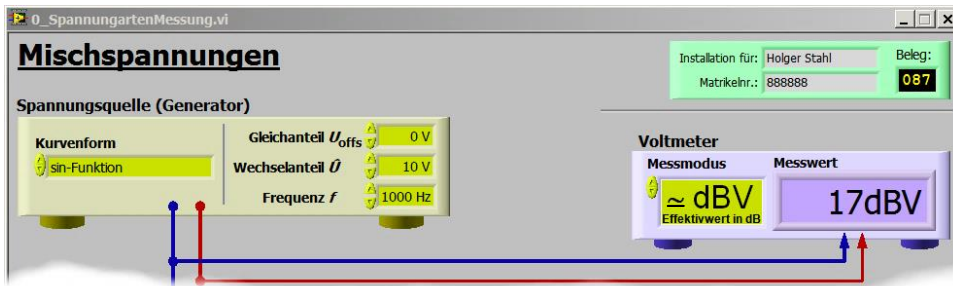 0_SpannungartenMessung.vi
Mischspannungen
Installation für: Holger Stahl
Matrikelnr.: 888888
Beleg:
087
Spannungsquelle (Generator)
Kurvenform
sin-Funktion
Gleichanteil Uoffs 0 V
Wechselanteil Û 10 V
Frequenz f 1000 Hz
Voltmeter
Messmodus
≃ dBV
Effektivwert in dB
Messwert
17dBV